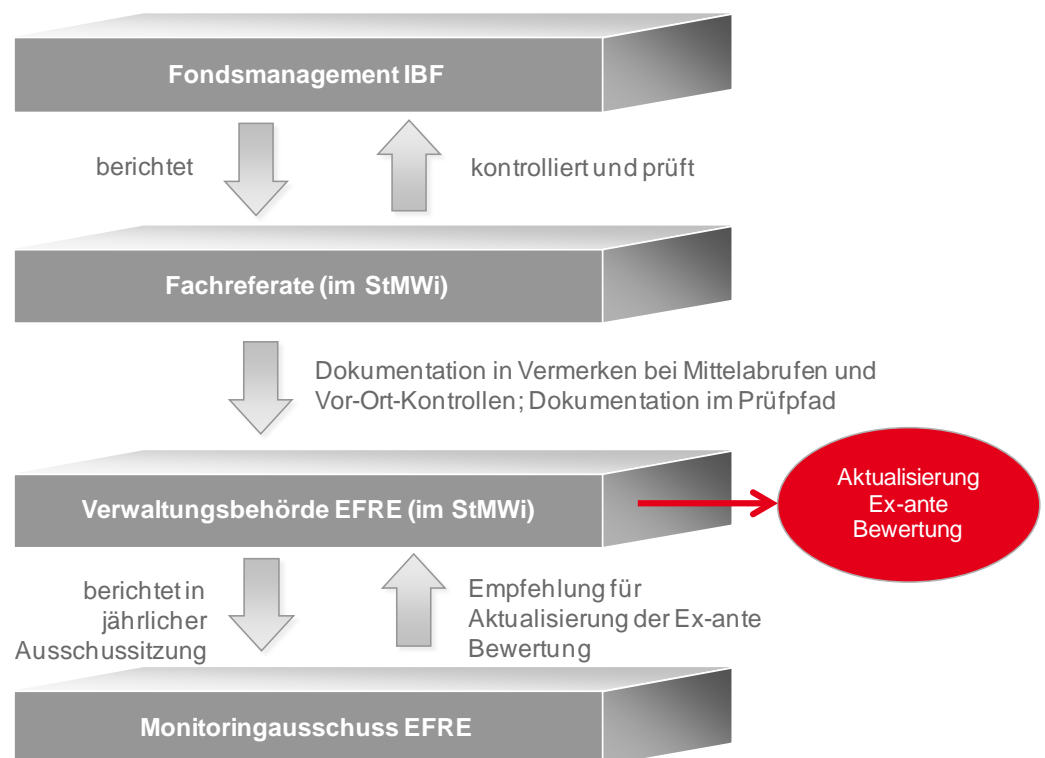 Fondsmanagement IBF
berichtet
kontrolliert und prüft
Fachreferate (im StMWi)
Dokumentation in Vermerken bei Mittelabrufen und
Vor-Ort-Kontrollen; Dokumentation im Prüfpfad
Verwaltungsbehörde EFRE (im StMWi)
Aktualisierung
Ex-ante
Bewertung
berichtet in
jährlicher
Ausschussitzung
Empfehlung für
Aktualisierung der Ex-ante
Bewertung
Monitoringausschuss EFRE